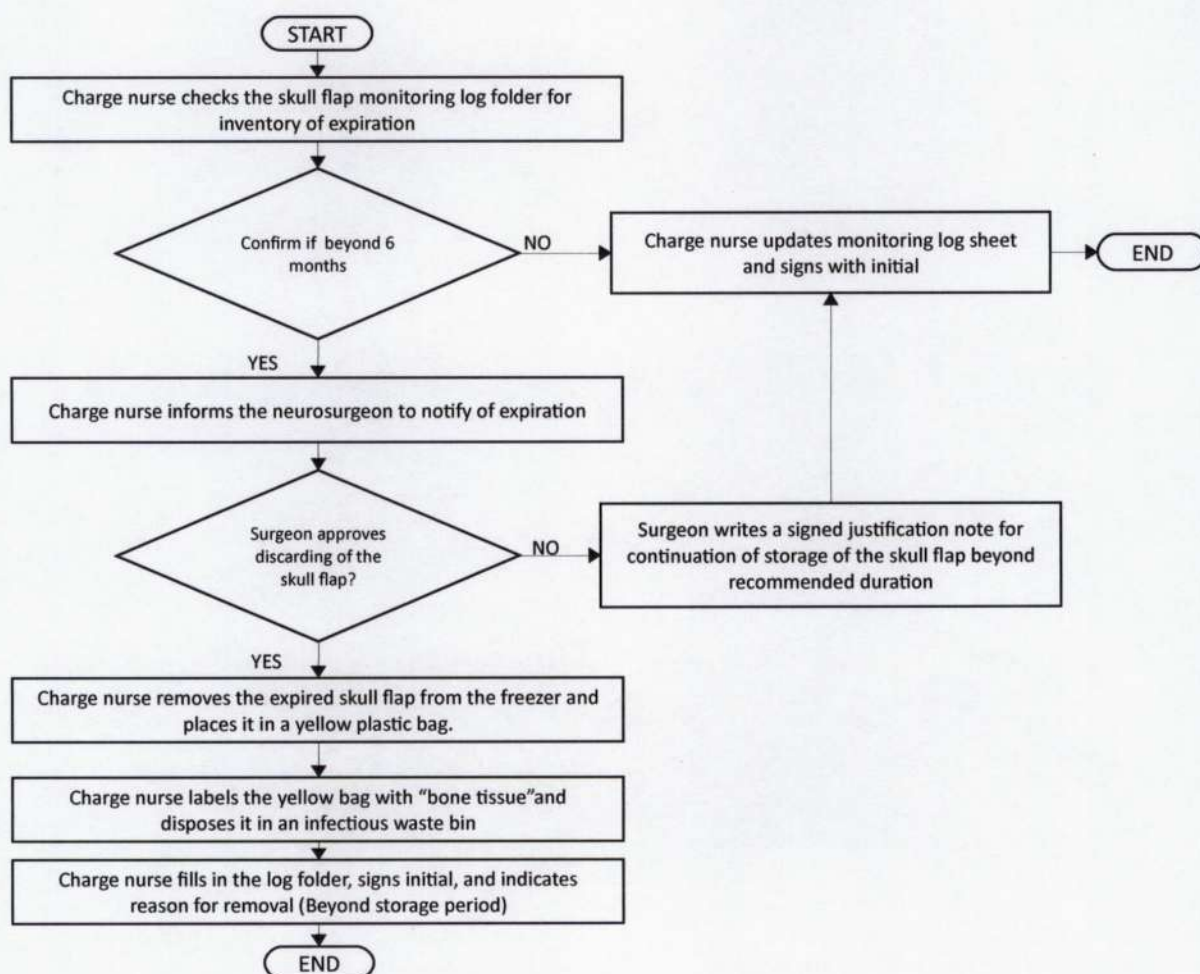 START
Charge nurse checks the skull flap monitoring log folder for
inventory of expiration
Confirm if beyond 6
months
NO
Charge nurse updates monitoring log sheet
and signs with initial
END
YES
Charge nurse informs the neurosurgeon to notify of expiration
Surgeon approves
discarding of the
skull flap?
NO
Surgeon writes a signed justification note for
continuation of storage of the skull flap beyond
recommended duration
YES
Charge nurse removes the expired skull flap from the freezer and
places it in a yellow plastic bag.
Charge nurse labels the yellow bag with “bone tissue”and
disposes it in an infectious waste bin
Charge nurse fills in the log folder, signs initial, and indicates
reason for removal (Beyond storage period)
END